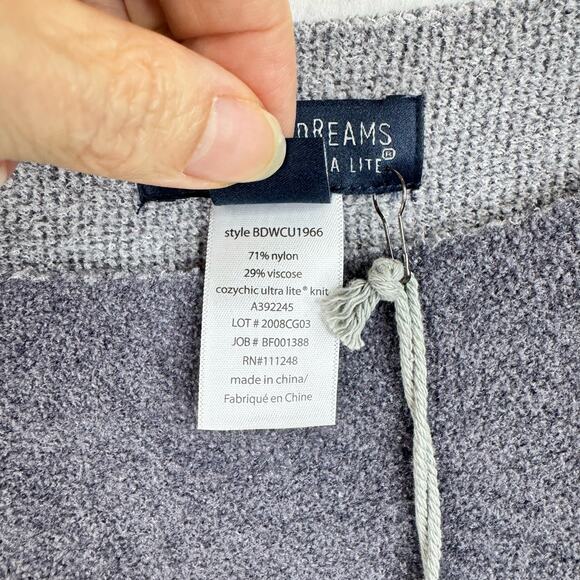 DREAMS
A LITE®
style BDWCU1966
71% nylon
29% viscose
cozychic ultra lite® knit
A392245
LOT # 2008CG03
JOB # BF001388
RN#111248
made in china/
Fabriqué en Chine